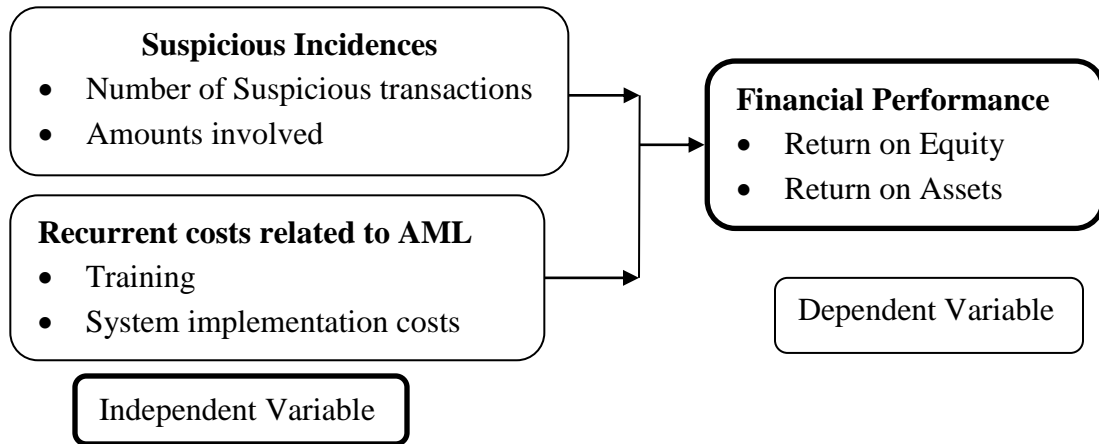 Suspicious Incidences
• Number of Suspicious transactions
• Amounts involved
Recurrent costs related to AML
• Training
• System implementation costs
Independent Variable
Financial Performance
• Return on Equity
• Return on Assets
Dependent Variable